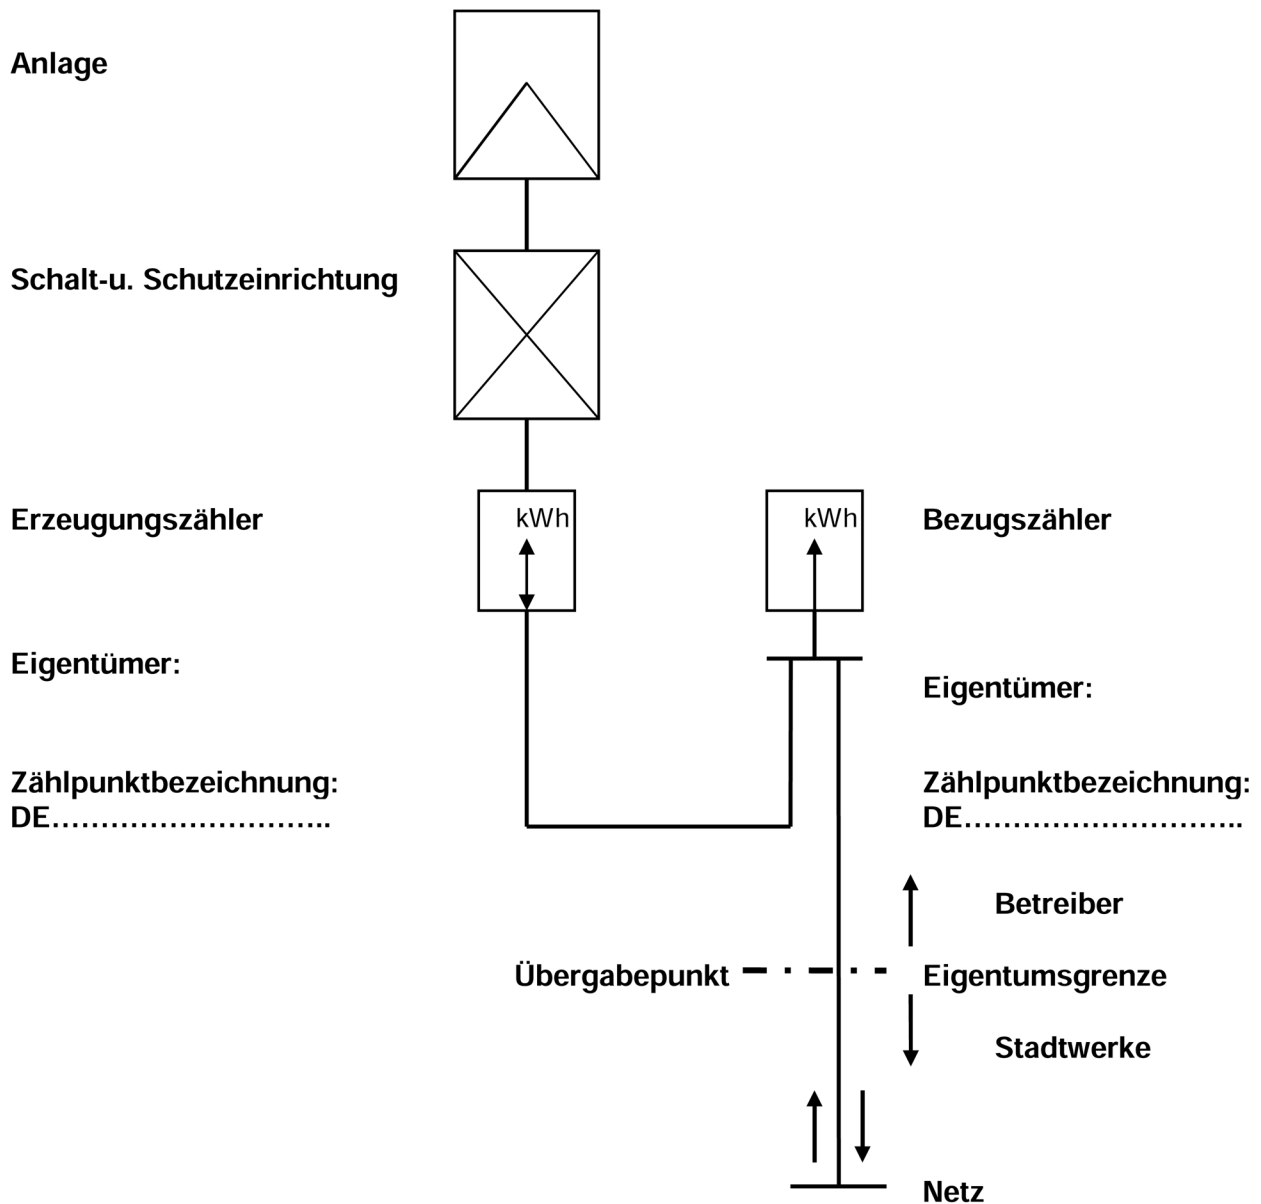 Anlage
Schalt-u. Schutzeinrichtung
Erzeugungszähler
kWh
kWh
Bezugszähler
Eigentümer:
Eigentümer:
Zählpunktbezeichnung:
DE………………………..
Zählpunktbezeichnung:
DE………………………..
Betreiber
Übergabepunkt
Eigentumsgrenze
Stadtwerke
Netz